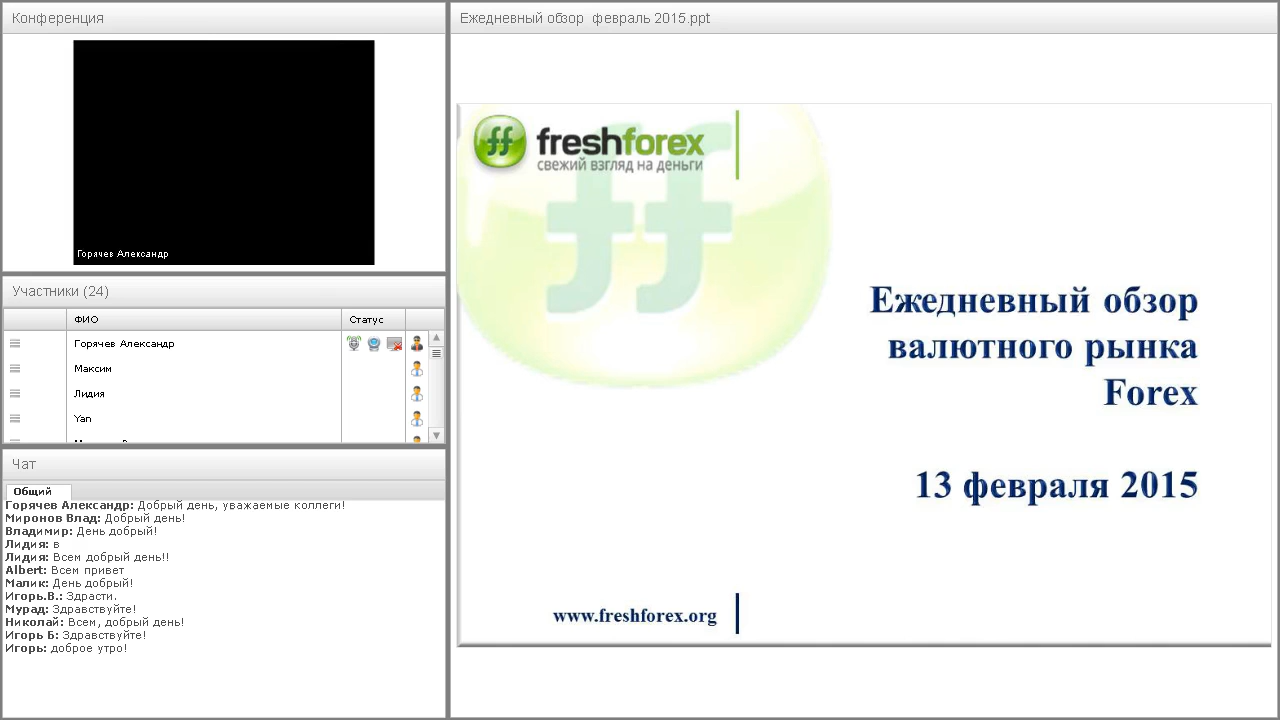 Конференция
Горячев Александр
Участники (24)
ФИО
Статус
Горячев Александр
Максим
Лидия
Yan
Чат
Общий
Горячев Александр: Добрый день, уважаемые коллеги!
Миронов Влад: Добрый день!
Владимир: День добрый!
Лидия: в
Лидия: Всем добрый день!!
Albert: Всем привет
Малик: День добрый!
Игорь.В.: Здрасти.
Мурад: Здравствуйте!
Николай: Всем, добрый день!
Игорь Б: Здравствуйте!
Игорь: доброе утро!
Ежедневный обзор  февраль 2015.ppt
freshforex
свежий взгляд на деньги
Ежедневный обзор
валютного рынка
Forex
13 февраля 2015
www.freshforex.org